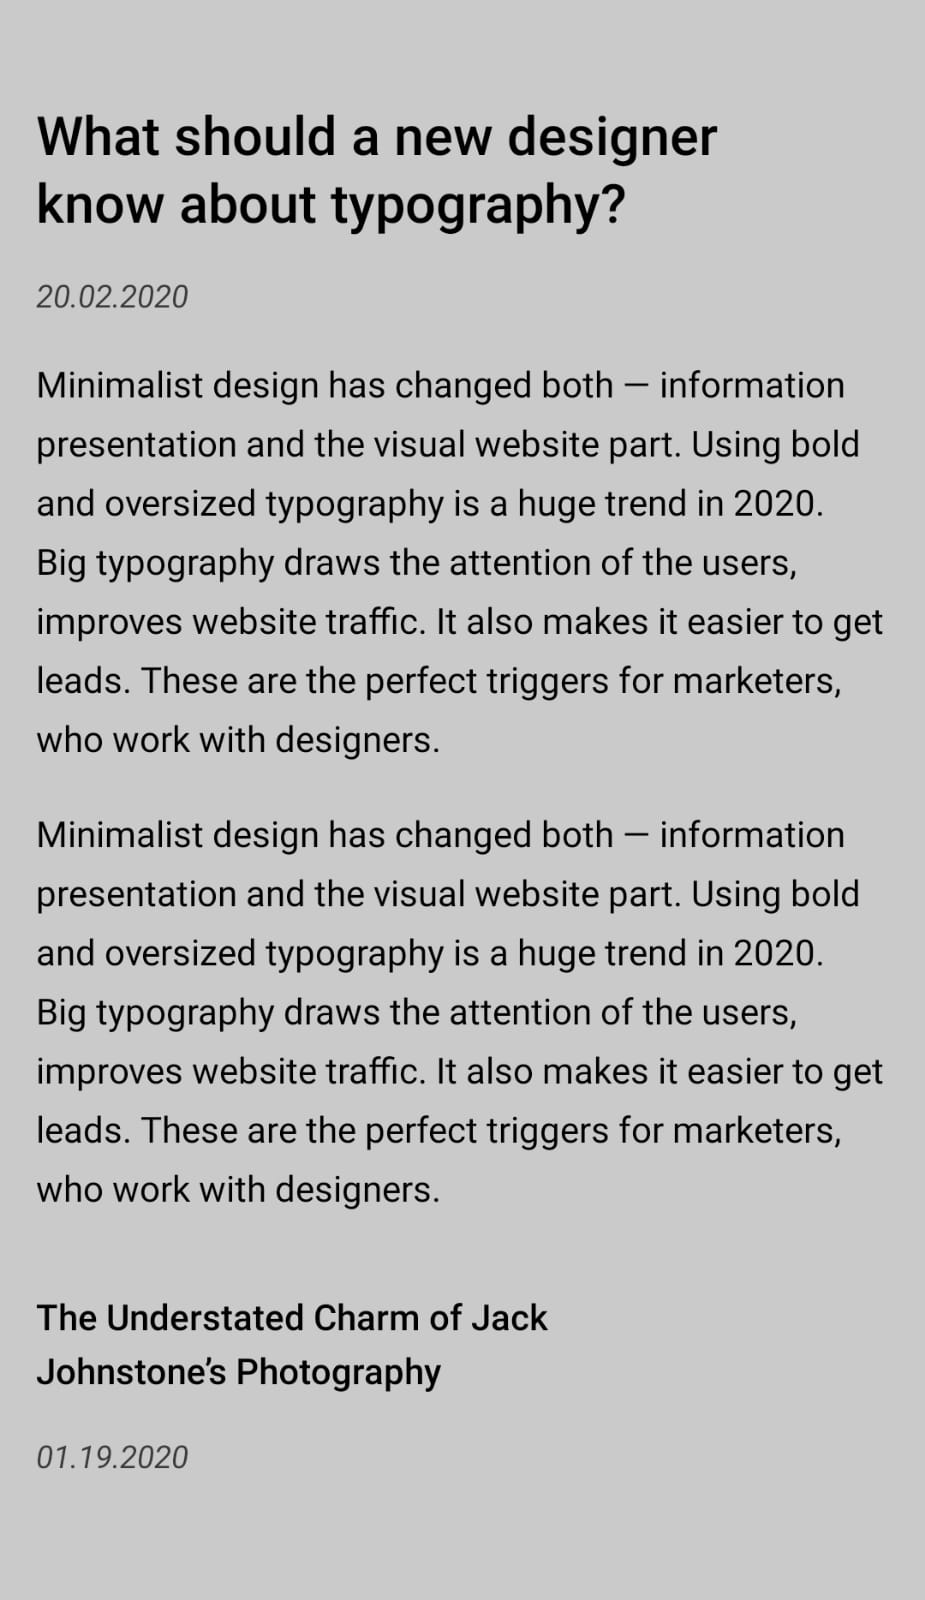 What should a new designer
know about typography?
20.02.2020
Minimalist design has changed both — information
presentation and the visual website part. Using bold
and oversized typography is a huge trend in 2020.
Big typography draws the attention of the users,
improves website traffic. It also makes it easier to get
leads. These are the perfect triggers for marketers,
who work with designers.
Minimalist design has changed both — information
presentation and the visual website part. Using bold
and oversized typography is a huge trend in 2020.
Big typography draws the attention of the users,
improves website traffic. It also makes it easier to get
leads. These are the perfect triggers for marketers,
who work with designers.
The Understated Charm of Jack
Johnstone’s Photography
01.19.2020